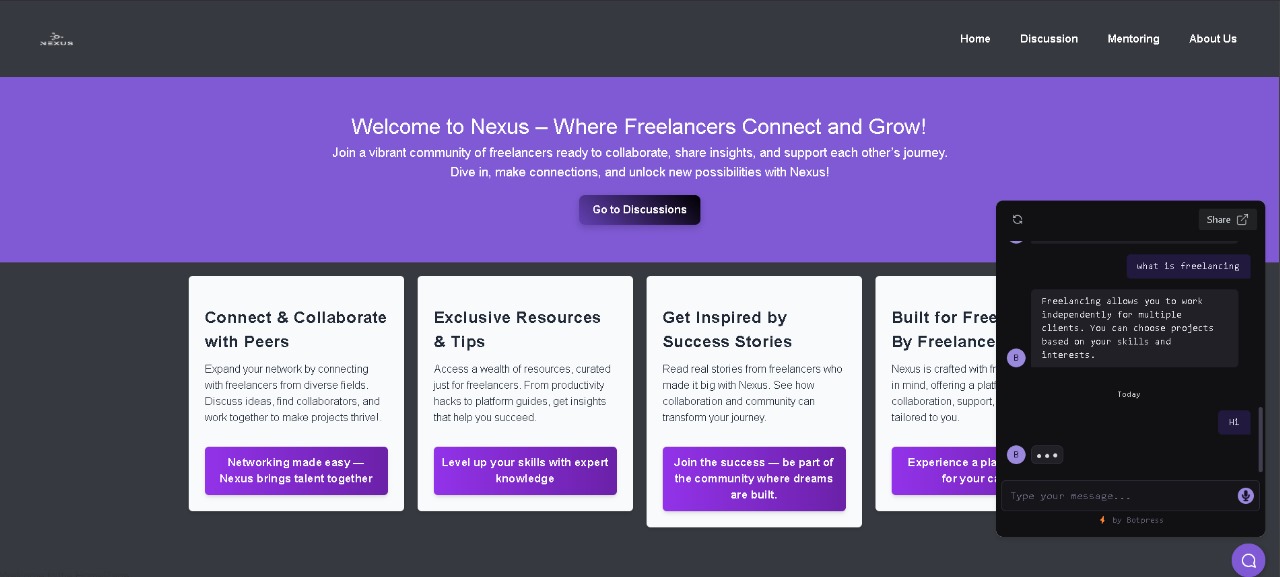 NEXUS
Home
Discussion
Mentoring
About Us
Welcome to Nexus – Where Freelancers Connect and Grow!
Join a vibrant community of freelancers ready to collaborate, share insights, and support each other's journey.
Dive in, make connections, and unlock new possibilities with Nexus!
Go to Discussions
Connect & Collaborate
with Peers
Expand your network by connecting
with freelancers from diverse fields.
Discuss ideas, find collaborators, and
work together to make projects thrive!
Networking made easy —
Nexus brings talent together
Exclusive Resources
& Tips
Access a wealth of resources, curated
just for freelancers. From productivity
hacks to platform guides, get insights
that help you succeed.
Level up your skills with expert
knowledge
Get Inspired by
Success Stories
Read real stories from freelancers who
made it big with Nexus. See how
collaboration and community can
transform your journey.
Join the success — be part of
the community where dreams
are built.
Built for Free
By Freelance
Nexus is crafted with fr
in mind, offering a platf
collaboration, support,
tailored to you.
Experience a pla
for your ca
Share
what is freelancing
Freelancing allows you to work
independently for multiple
clients. You can choose projects
based on your skills and
interests.
B
Today
Hi
B
Type your message...
by Botpress